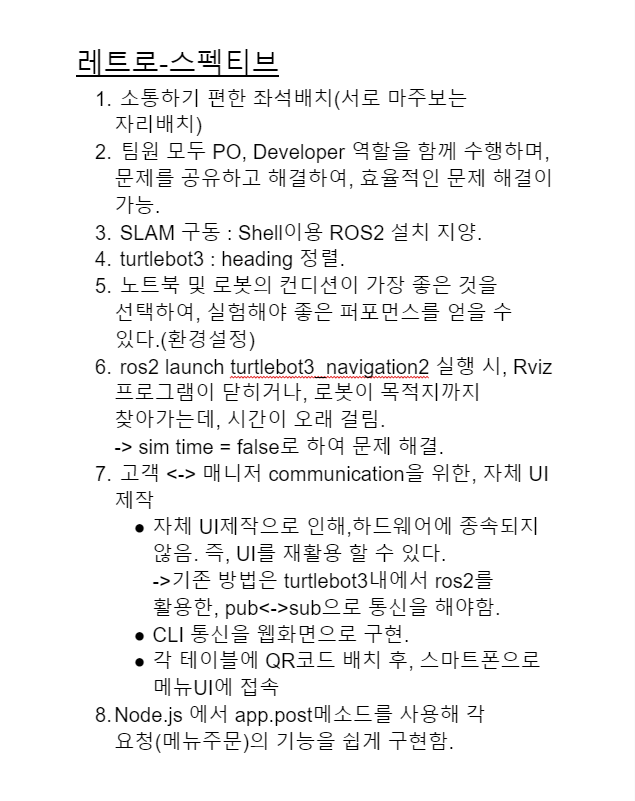 레트로-스펙티브
1. 소통하기 편한 좌석배치(서로 마주보는
자리배치)
2. 팀원 모두 PO, Developer 역할을 함께 수행하며,
문제를 공유하고 해결하여, 효율적인 문제 해결이
가능.
3. SLAM 구동 : Shell이용 ROS2 설치 지양.
4. turtlebot3 : heading 정렬.
5. 노트북 및 로봇의 컨디션이 가장 좋은 것을
선택하여, 실험해야 좋은 퍼포먼스를 얻을 수
있다.(환경설정)
6. ros2 launch turtlebot3_navigation2 실행 시, Rviz
프로그램이 닫히거나, 로봇이 목적지까지
찾아가는데, 시간이 오래 걸림.
-> sim time = false로 하여 문제 해결.
7. 고객 <-> 매니저 communication을 위한, 자체 UI
제작
● 자체 UI제작으로 인해,하드웨어에 종속되지
않음. 즉, UI를 재활용 할 수 있다.
->기존 방법은 turtlebot3내에서 ros2를
활용한, pub<->sub으로 통신을 해야함.
● CLI 통신을 웹화면으로 구현.
● 각 테이블에 QR코드 배치 후, 스마트폰으로
메뉴UI에 접속
8. Node.js 에서 app.post메소드를 사용해 각
요청(메뉴주문)의 기능을 쉽게 구현함.